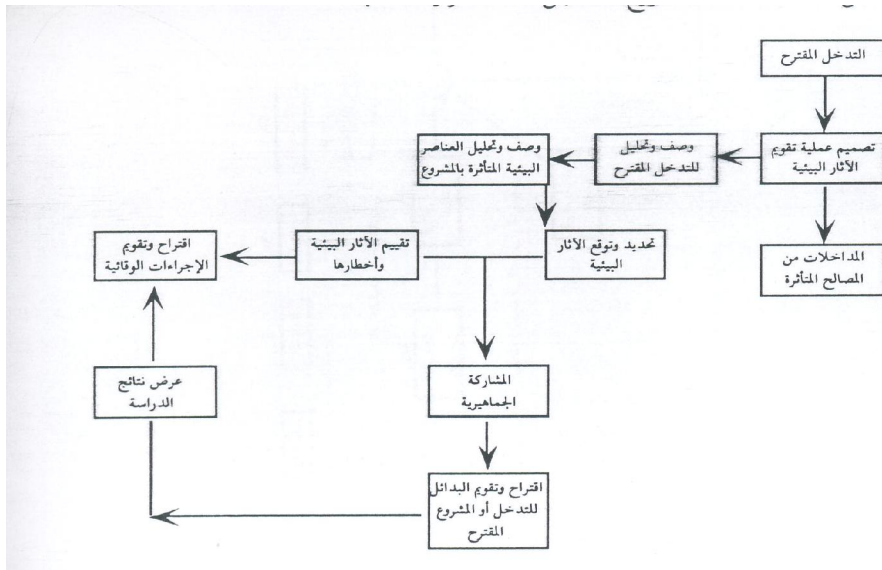 التدخل المقترح
تصميم عملية تقويم
الآثار البيئية
وصف وتحليل
للتدخل المقترح
وصف وتحليل العناصر
البيئية المتأثرة بالمشروع
المداخلات من
المصالح المتأثرة
تحديد وتوقع الآثار
البيئية
تقييم الآثار البيئية
وأخطارها
اقتراح وتقويم
الإجراءات الوقائية
المشاركة
الجماهيرية
عرض نتائج
الدراسة
اقتراح وتقويم البدائل
للتدخل أو المشروع
المقترح